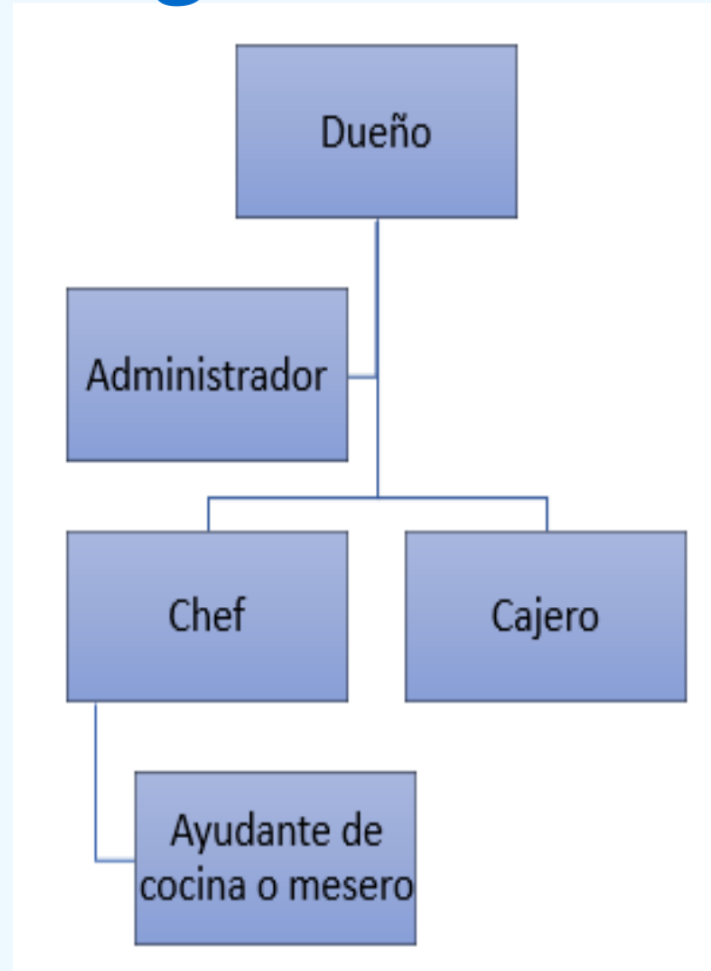 Dueño
Administrador
Chef
Cajero
Ayudante de
cocina o mesero